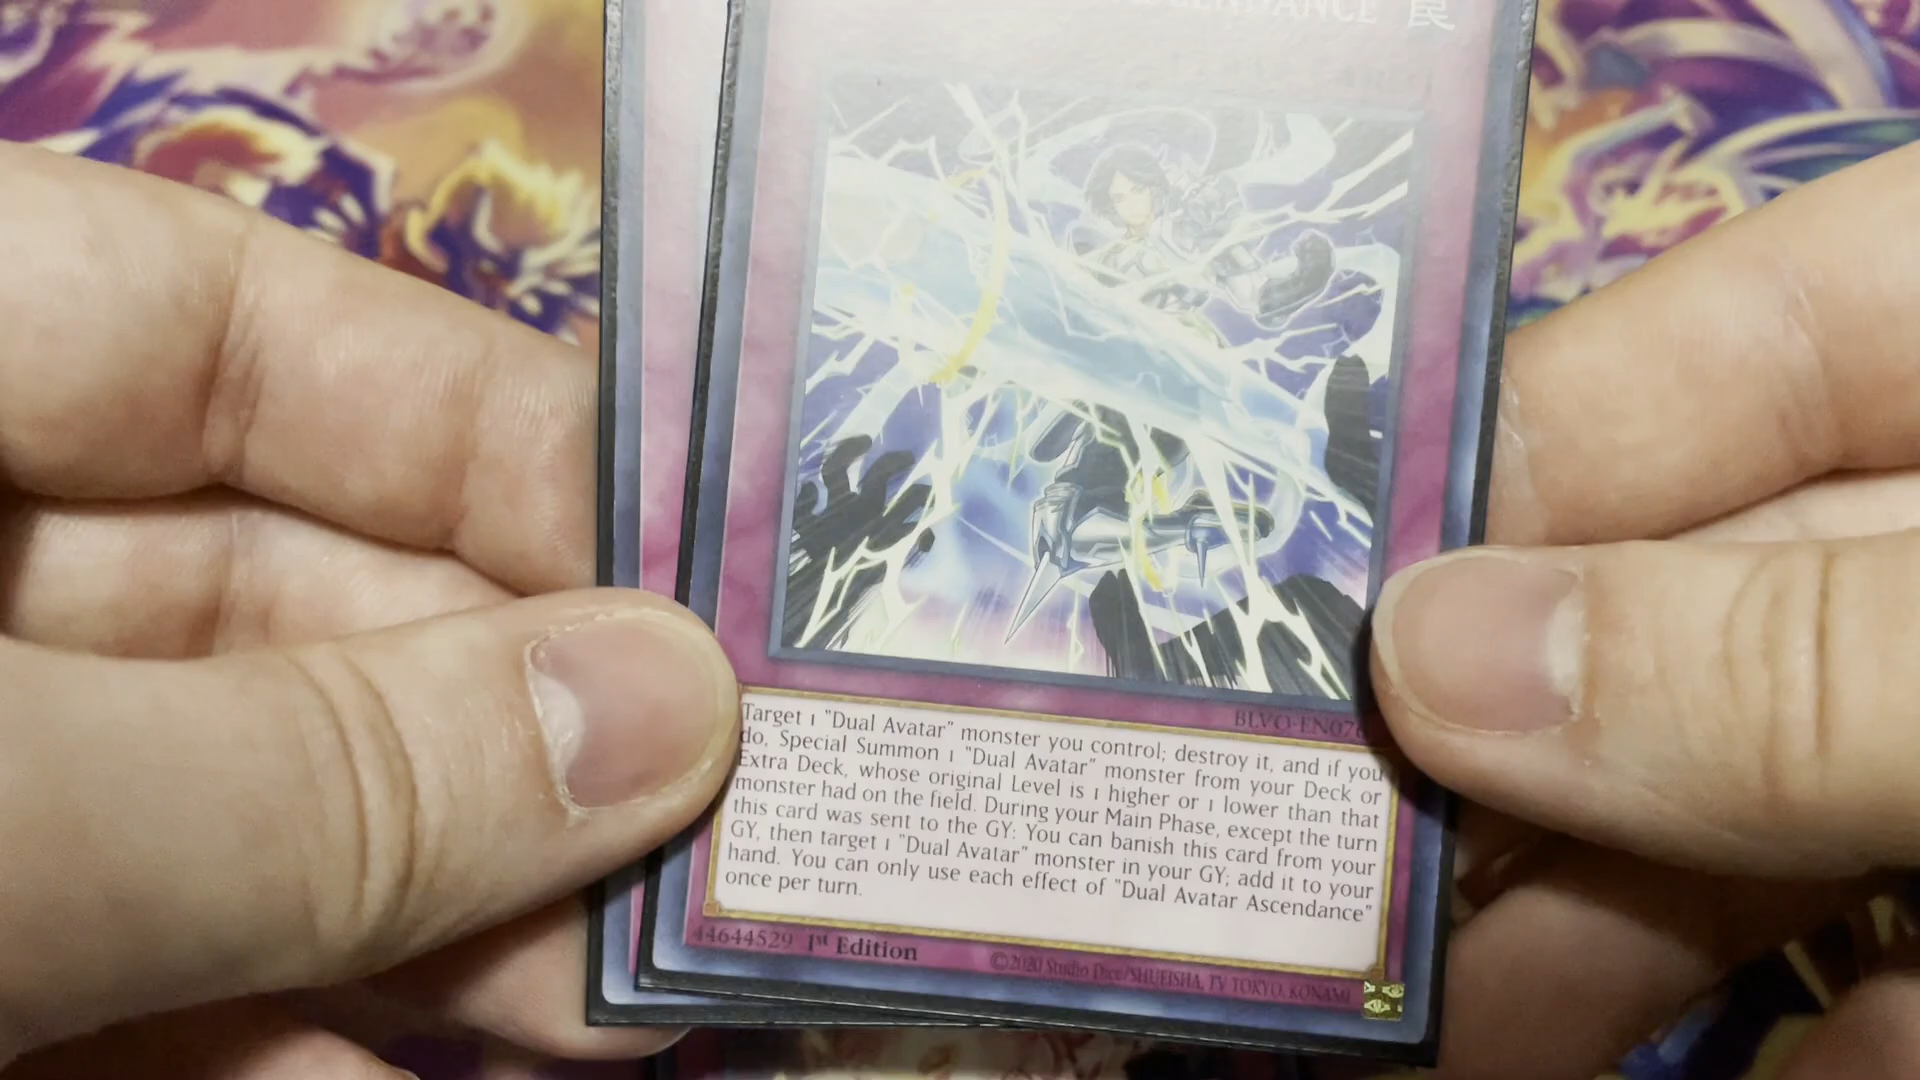 罠
BLVO-EN07
Target 1 "Dual Avatar" monster you control; destroy it, and if you
do, Special Summon 1 "Dual Avatar" monster from your Deck or
Extra Deck, whose original Level is 1 higher or 1 lower than that
monster had on the field. During your Main Phase, except the turn
this card was sent to the GY: You can banish this card from your
GY, then target 1 "Dual Avatar" monster in your GY; add it to your
hand. You can only use each effect of "Dual Avatar Ascendance"
once per turn.
44644529 1st Edition
©2020 Studio Dice/SHUEISHA, TV TOKYO, KONAMI